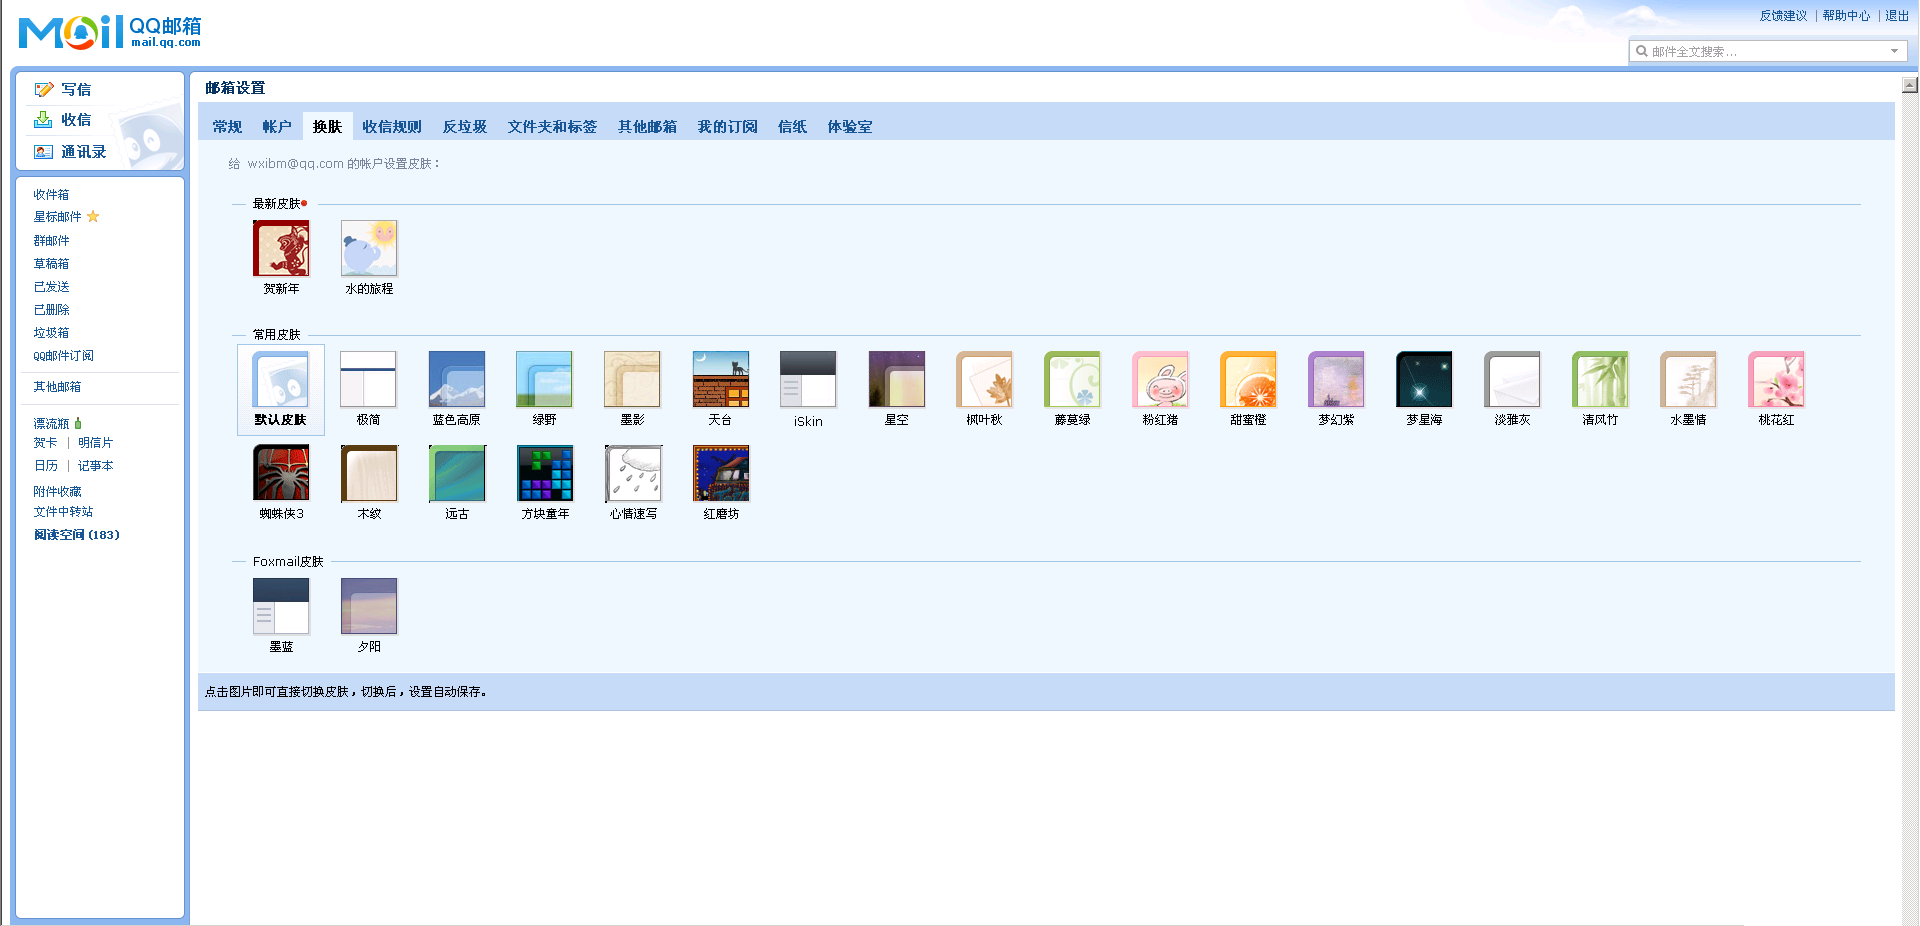 Mail QQ邮箱
mail.qq.com
反馈建议 | 帮助中心 | 退出
邮件全文搜索...
写信
收信
通讯录
收件箱
星标邮件
群邮件
草稿箱
已发送
已删除
垃圾箱
QQ邮件订阅
其他邮箱
漂流瓶
贺卡 | 明信片
日历 | 记事本
附件收藏
文件中转站
阅读空间 (183)
邮箱设置
常规 帐户 换肤 收信规则 反垃圾 文件夹和标签 其他邮箱 我的订阅 信纸 体验室
给 wxibm@qq.com 的帐户设置皮肤：
最新皮肤
贺新年 水的旅程
常用皮肤
默认皮肤 极简 蓝色高原 绿野 墨影 天台 iSkin 星空 枫叶秋 藤蔓绿 粉红猪 甜蜜橙 梦幻紫 梦星海 淡雅灰 清风竹 水墨情 桃花红
蜘蛛侠3 木纹 远古 方块童年 心情速写 红磨坊
Foxmail皮肤
墨蓝 夕阳
点击图片即可直接切换皮肤，切换后，设置自动保存。